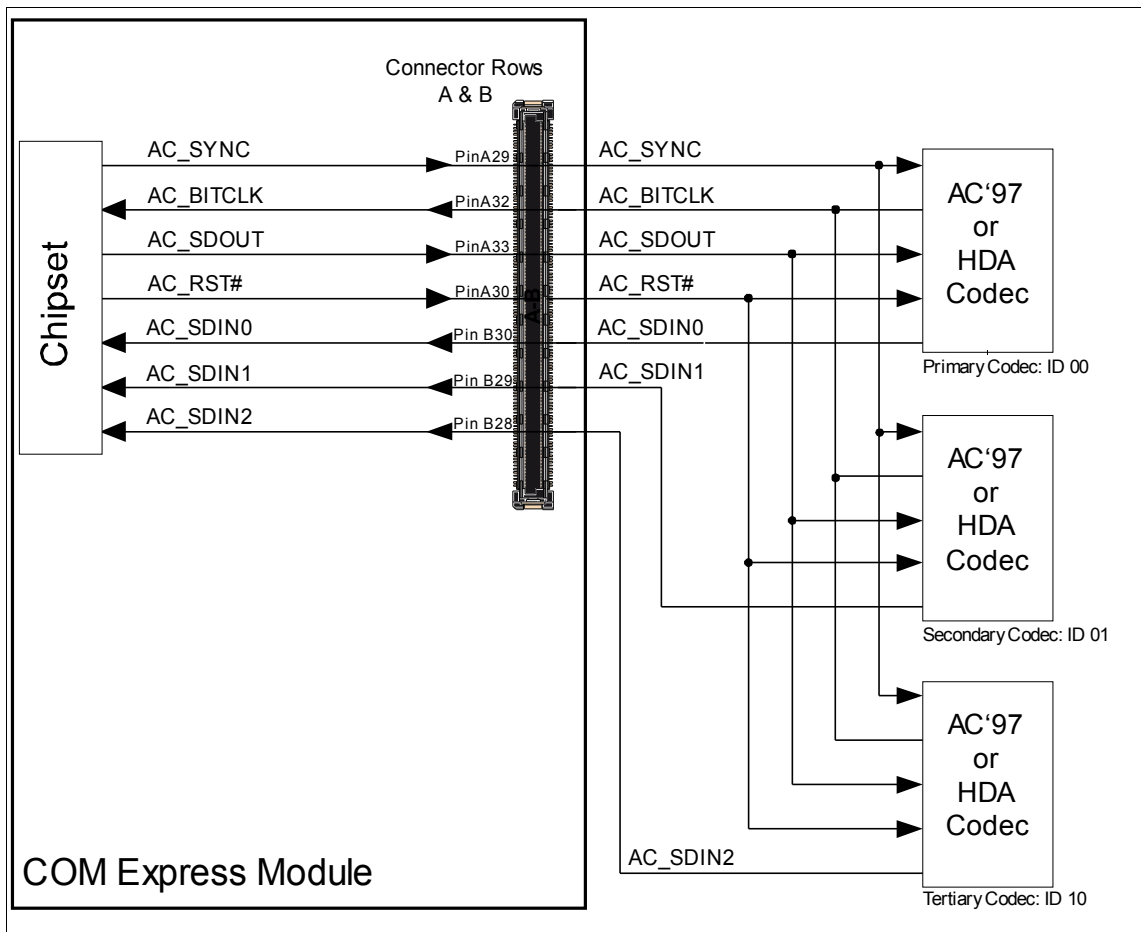 Connector Rows
A & B
Chipset
AC_SYNC
PinA29
AC_SYNC
AC_BITCLK
PinA32
AC_BITCLK
AC_SDOUT
PinA33
AC_SDOUT
AC_RST#
PinA30
AC_RST#
AC_SDIN0
Pin B30
AC_SDIN0
AC_SDIN1
Pin B29
AC_SDIN1
AC_SDIN2
Pin B28
A-B
AC‘97
or
HDA
Codec
Primary Codec: ID 00
AC‘97
or
HDA
Codec
Secondary Codec: ID 01
AC‘97
or
HDA
Codec
AC_SDIN2
Tertiary Codec: ID 10
COM Express Module